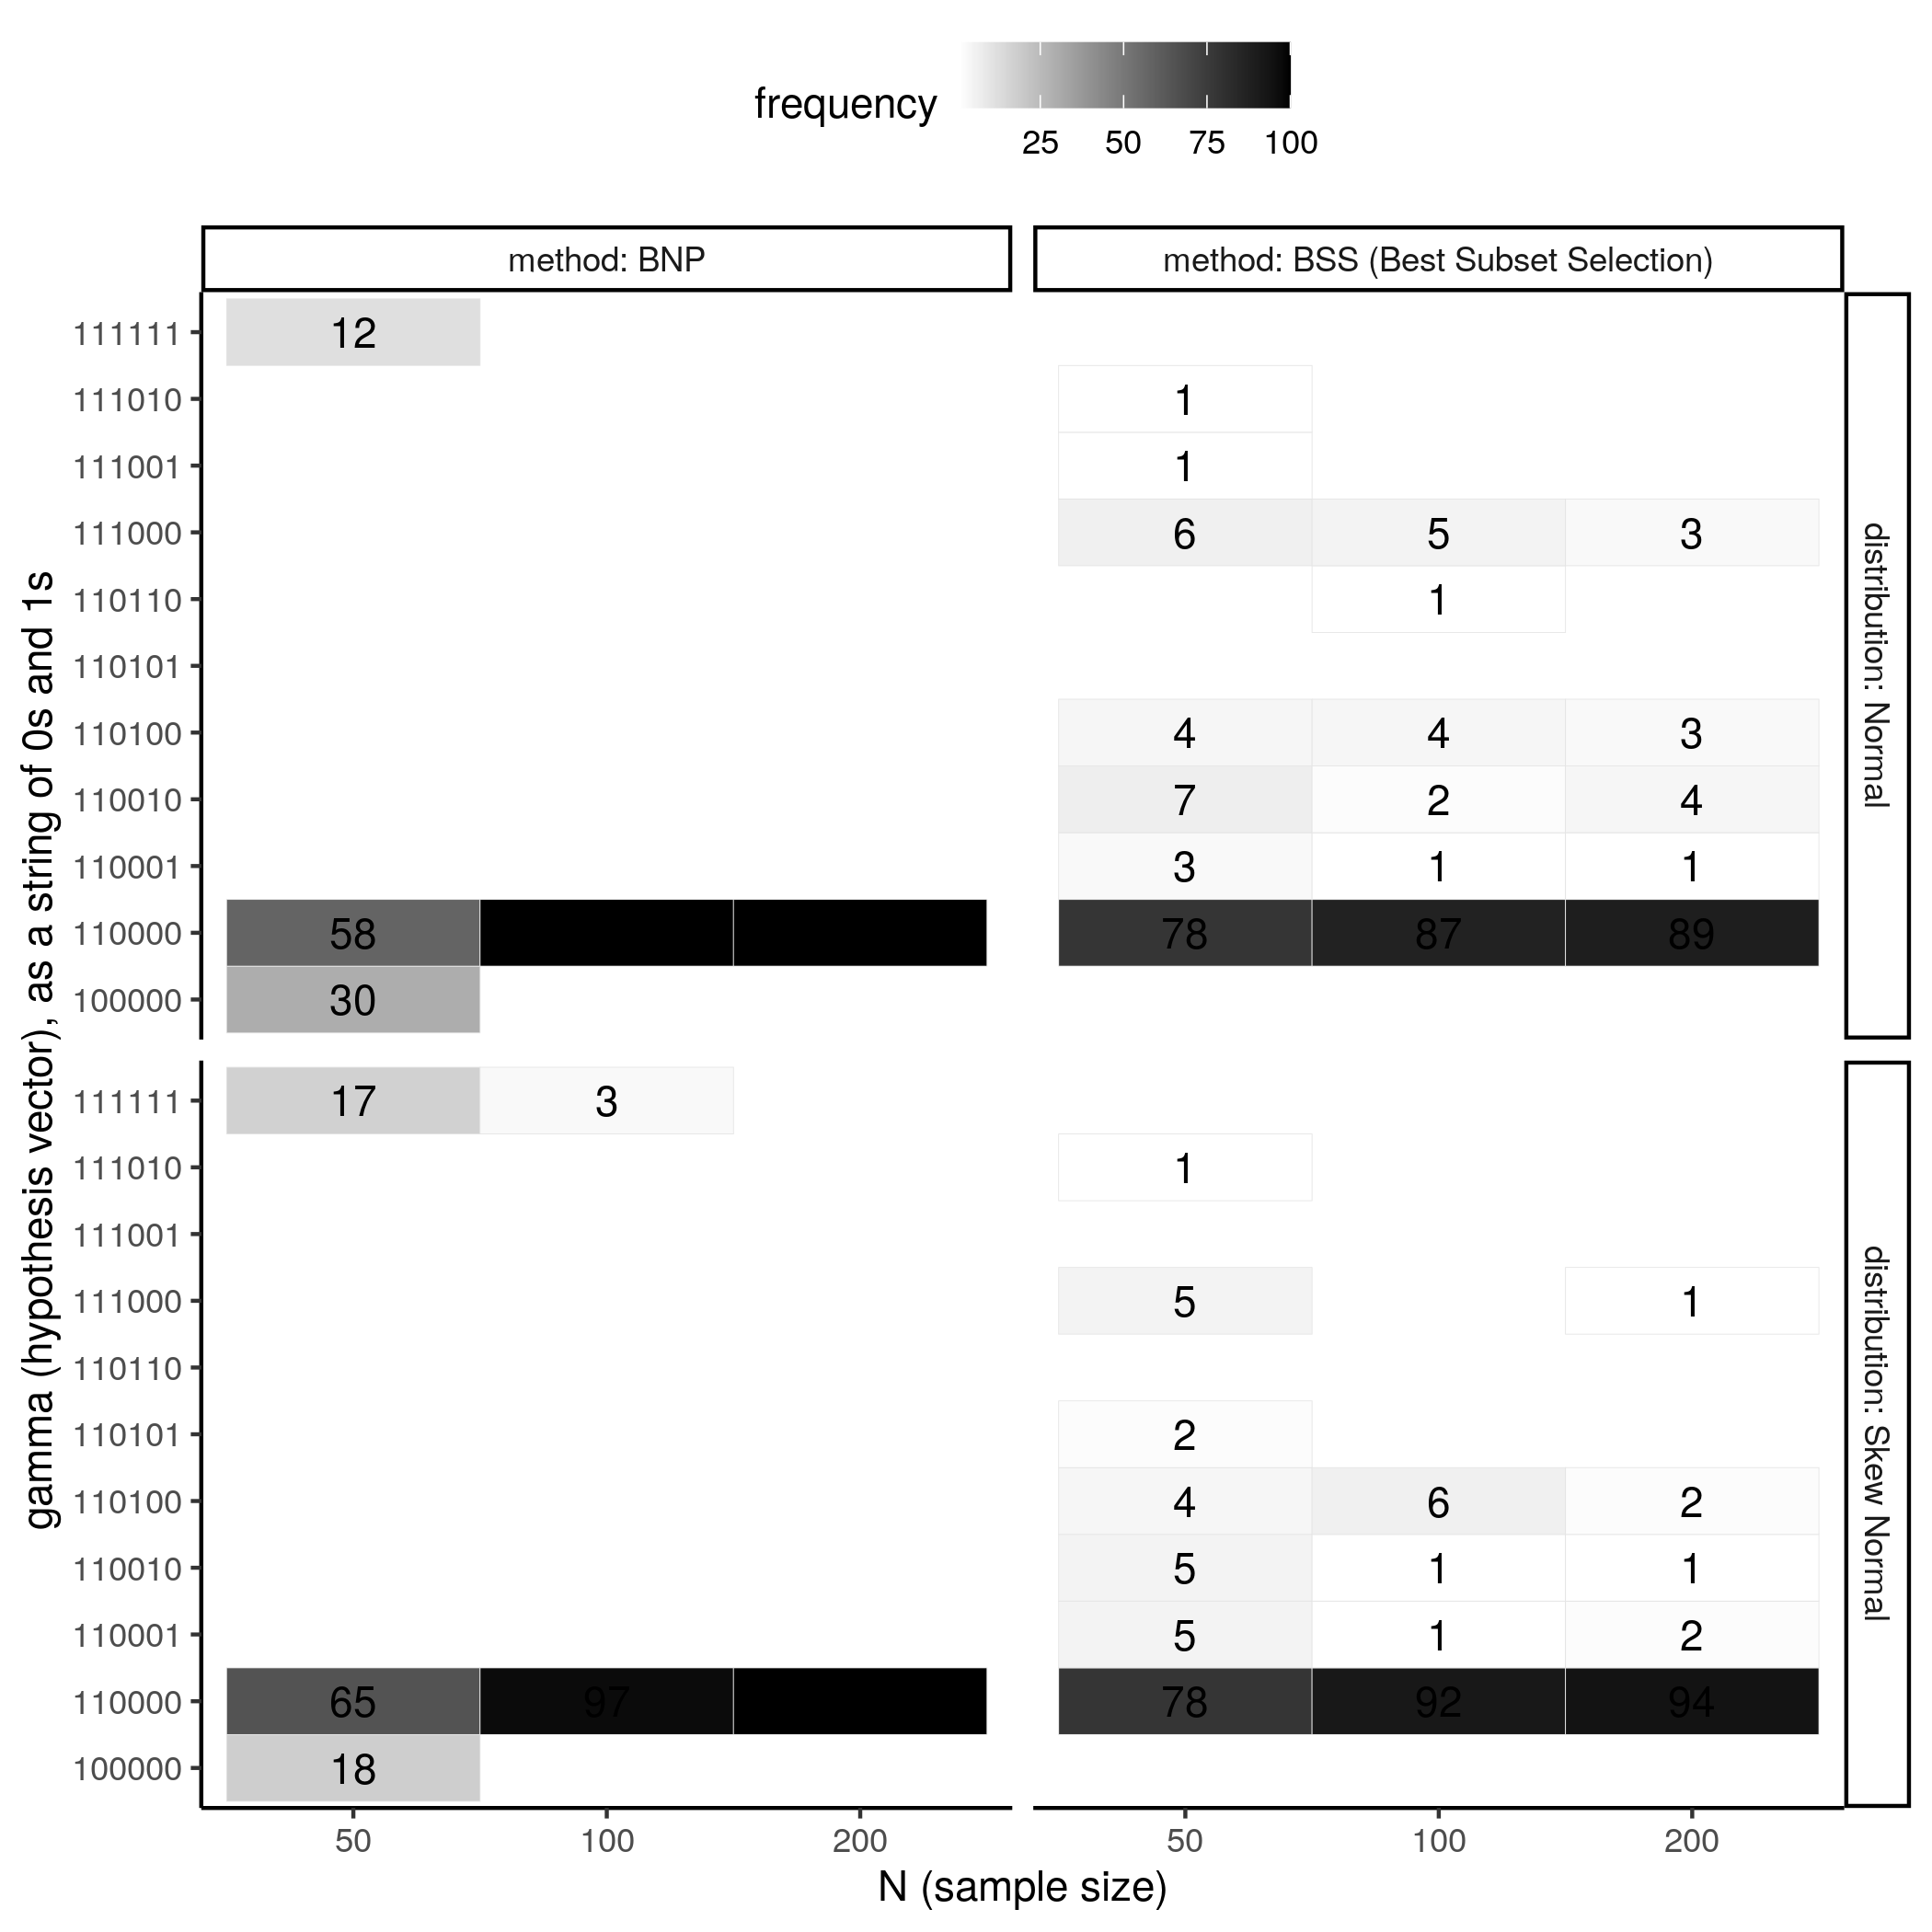 frequency
25 50 75 100
method: BNP
method: BSS (Best Subset Selection)
distribution: Normal
111111 12
111010 1
111001 1
111000 6 5 3
110110 1
110101
110100 4 4 3
110010 7 2 4
110001 3 1 1
110000 58 78 87 89
100000 30
distribution: Skew Normal
111111 17 3
111010 1
111001
111000 5 1
110110
110101 2
110100 4 6 2
110010 5 1 1
110001 5 1 2
110000 65 97 78 92 94
100000 18
50 100 200 50 100 200
N (sample size)
gamma (hypothesis vector), as a string of 0s and 1s